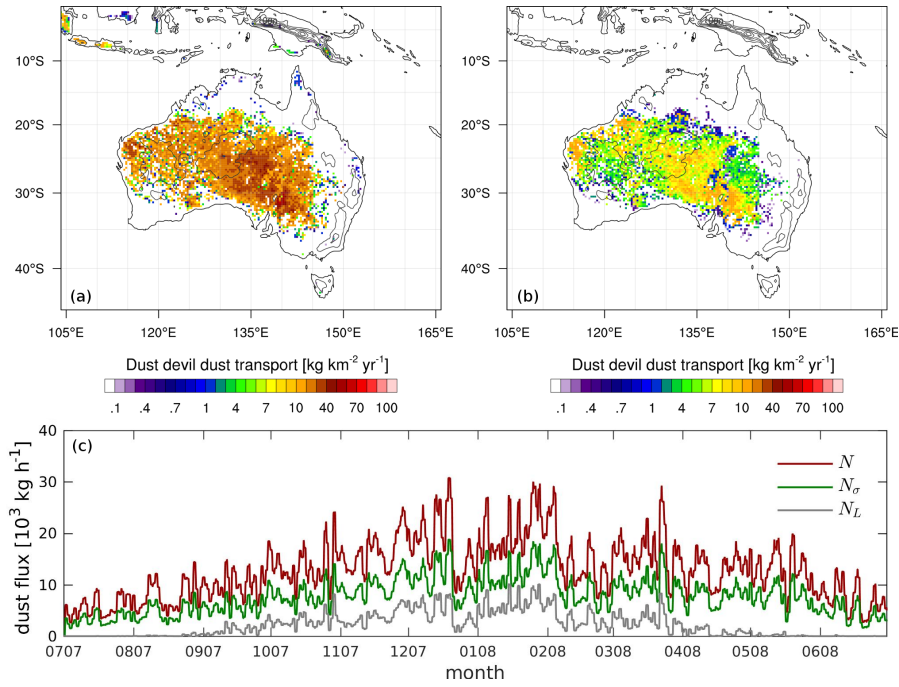 10°S 10°S
20°S 20°S
30°S 30°S
40°S 40°S
(a) (b)
105°E 120°E 135°E 150°E 165°E 105°E 120°E 135°E 150°E 165°E
Dust devil dust transport [kg km-2 yr-1] Dust devil dust transport [kg km-2 yr-1]
.1 .4 .7 1 4 7 10 40 70 100 .1 .4 .7 1 4 7 10 40 70 100
dust flux [10³ kg h-1]
40
30
20
10
0
(c)
N
Nσ
NL
0707 0807 0907 1007 1107 1207 0108 0208 0308 0408 0508 0608
month